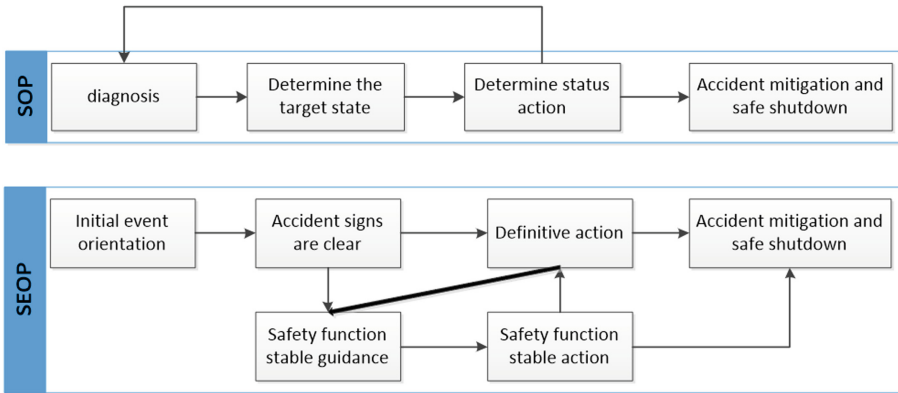 SOP
diagnosis
Determine the
target state
Determine status
action
Accident mitigation and
safe shutdown
SEOP
Initial event
orientation
Accident signs
are clear
Definitive action
Accident mitigation and
safe shutdown
Safety function
stable guidance
Safety function
stable action